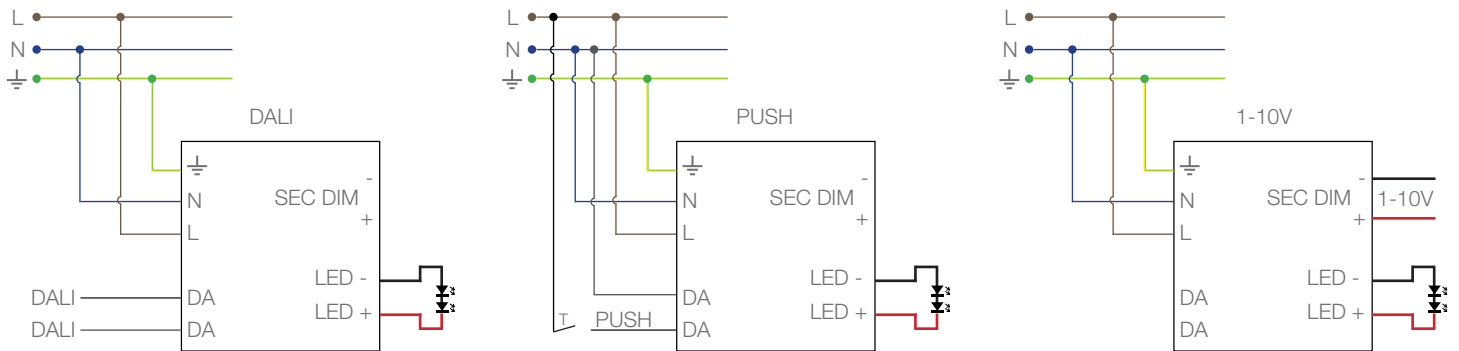 L
N
DALI
N
L
SEC DIM
-
+
LED -
LED +
DALI
DA
DALI
DA
L
N
PUSH
N
L
SEC DIM
-
+
LED -
LED +
DA
T
PUSH
DA
L
N
1-10V
N
L
SEC DIM
-
1-10V
+
LED -
LED +
DA
DA